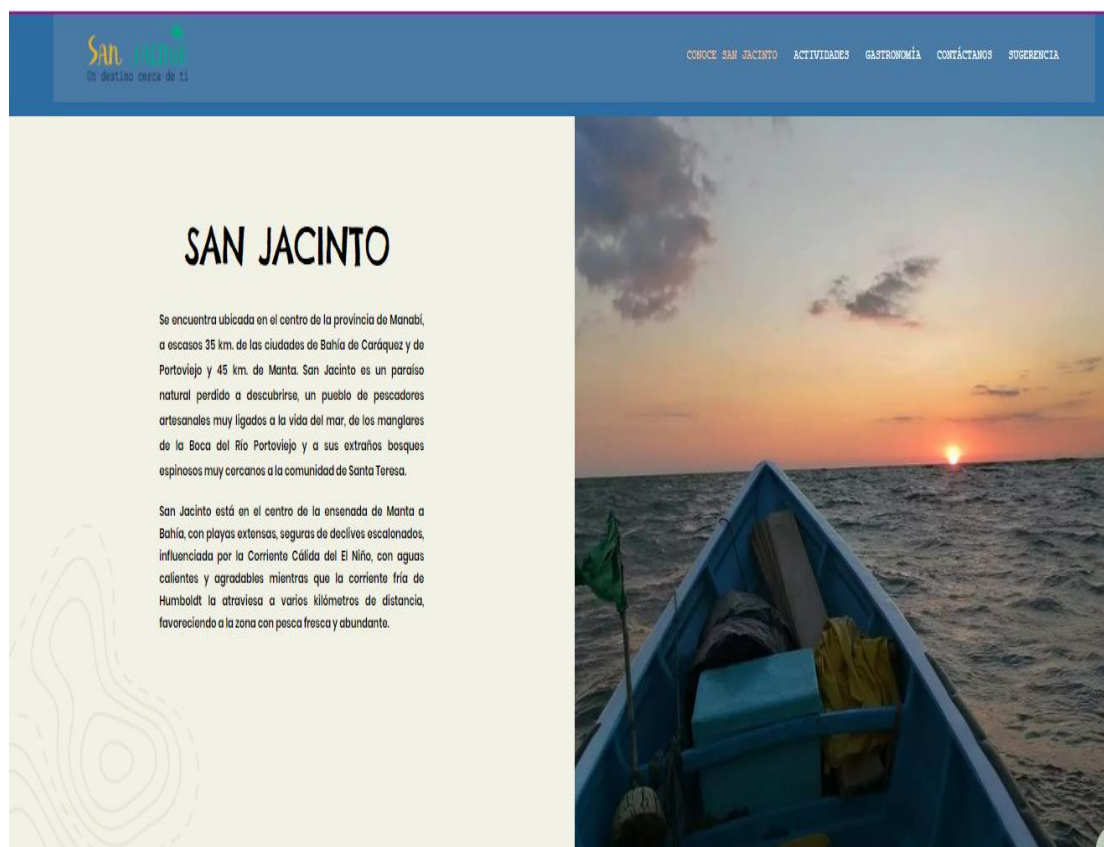 SAN JACINTO
Un destino cerca de ti
CONOCE SAN JACINTO ACTIVIDADES GASTRONOMÌA CONTÁCTANOS SUGERENCIA
SAN JACINTO
Se encuentra ubicada en el centro de la provincia de Manabí,
a escasos 35 km. de las ciudades de Bahía de Caráquez y de
Portoviejo y 45 km. de Manta. San Jacinto es un paraíso
natural perdido a descubrirse, un pueblo de pescadores
artesanales muy ligados a la vida del mar, de los manglares
de la Boca del Río Portoviejo y a sus extraños bosques
espinosos muy cercanos a la comunidad de Santa Teresa.
San Jacinto está en el centro de la ensenada de Manta a
Bahía, con playas extensas, seguras de declives escalonados,
influenciada por la Corriente Cálida del El Niño, con aguas
calientes y agradables mientras que la corriente fría de
Humboldt la atraviesa a varios kilómetros de distancia,
favoreciendo a la zona con pesca fresca y abundante.